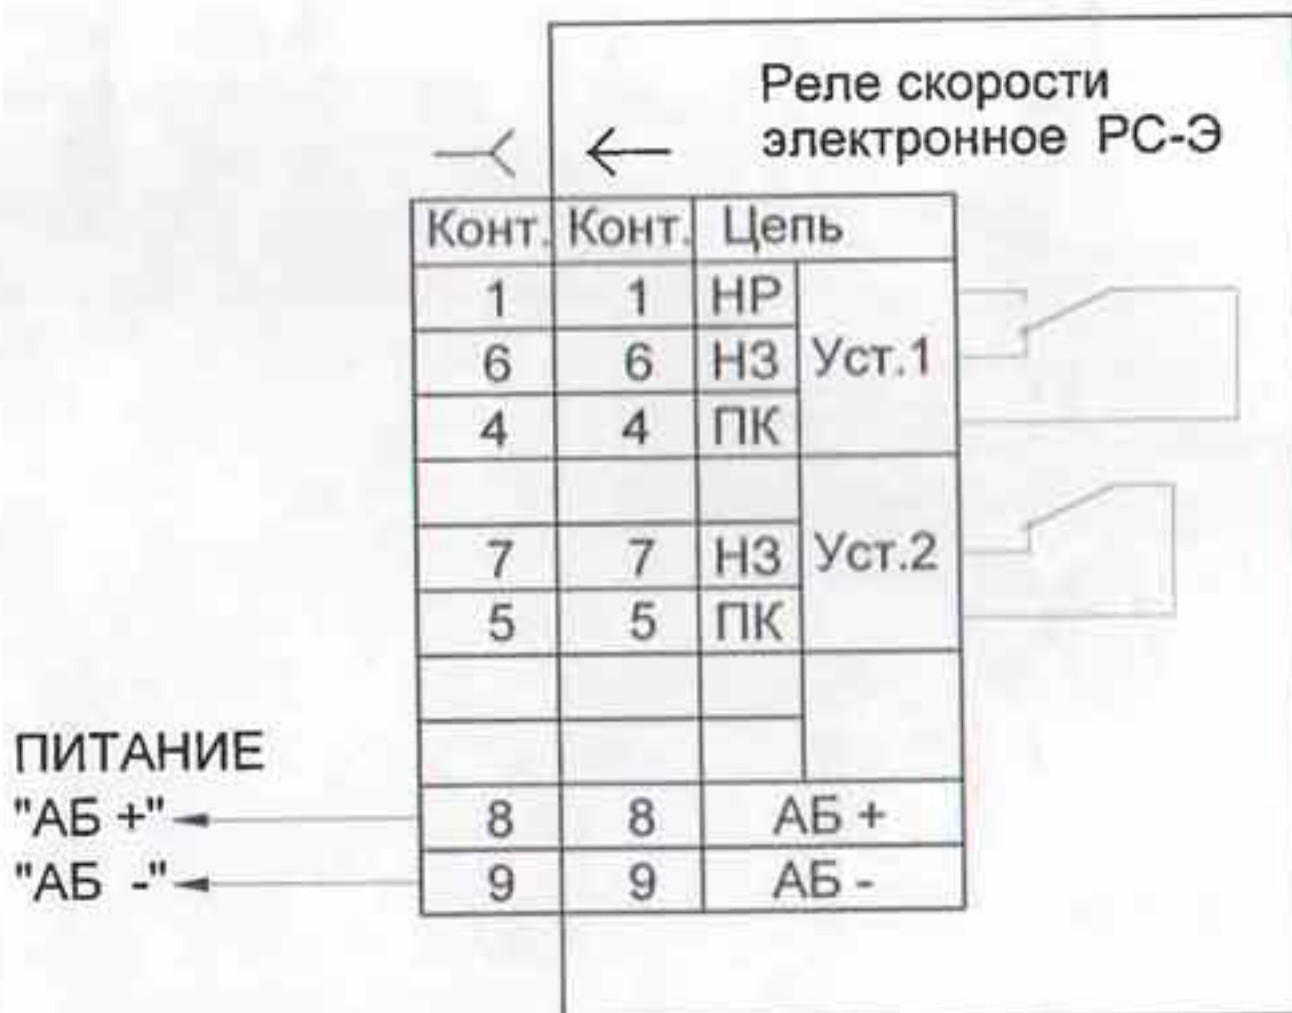 Реле скорости
электронное РС-Э
Конт. Конт. Цепь
1 1 НР
6 6 НЗ Уст.1
4 4 ПК
7 7 НЗ Уст.2
5 5 ПК
ПИТАНИЕ
"АБ +" 8 8 АБ +
"АБ -" 9 9 АБ -